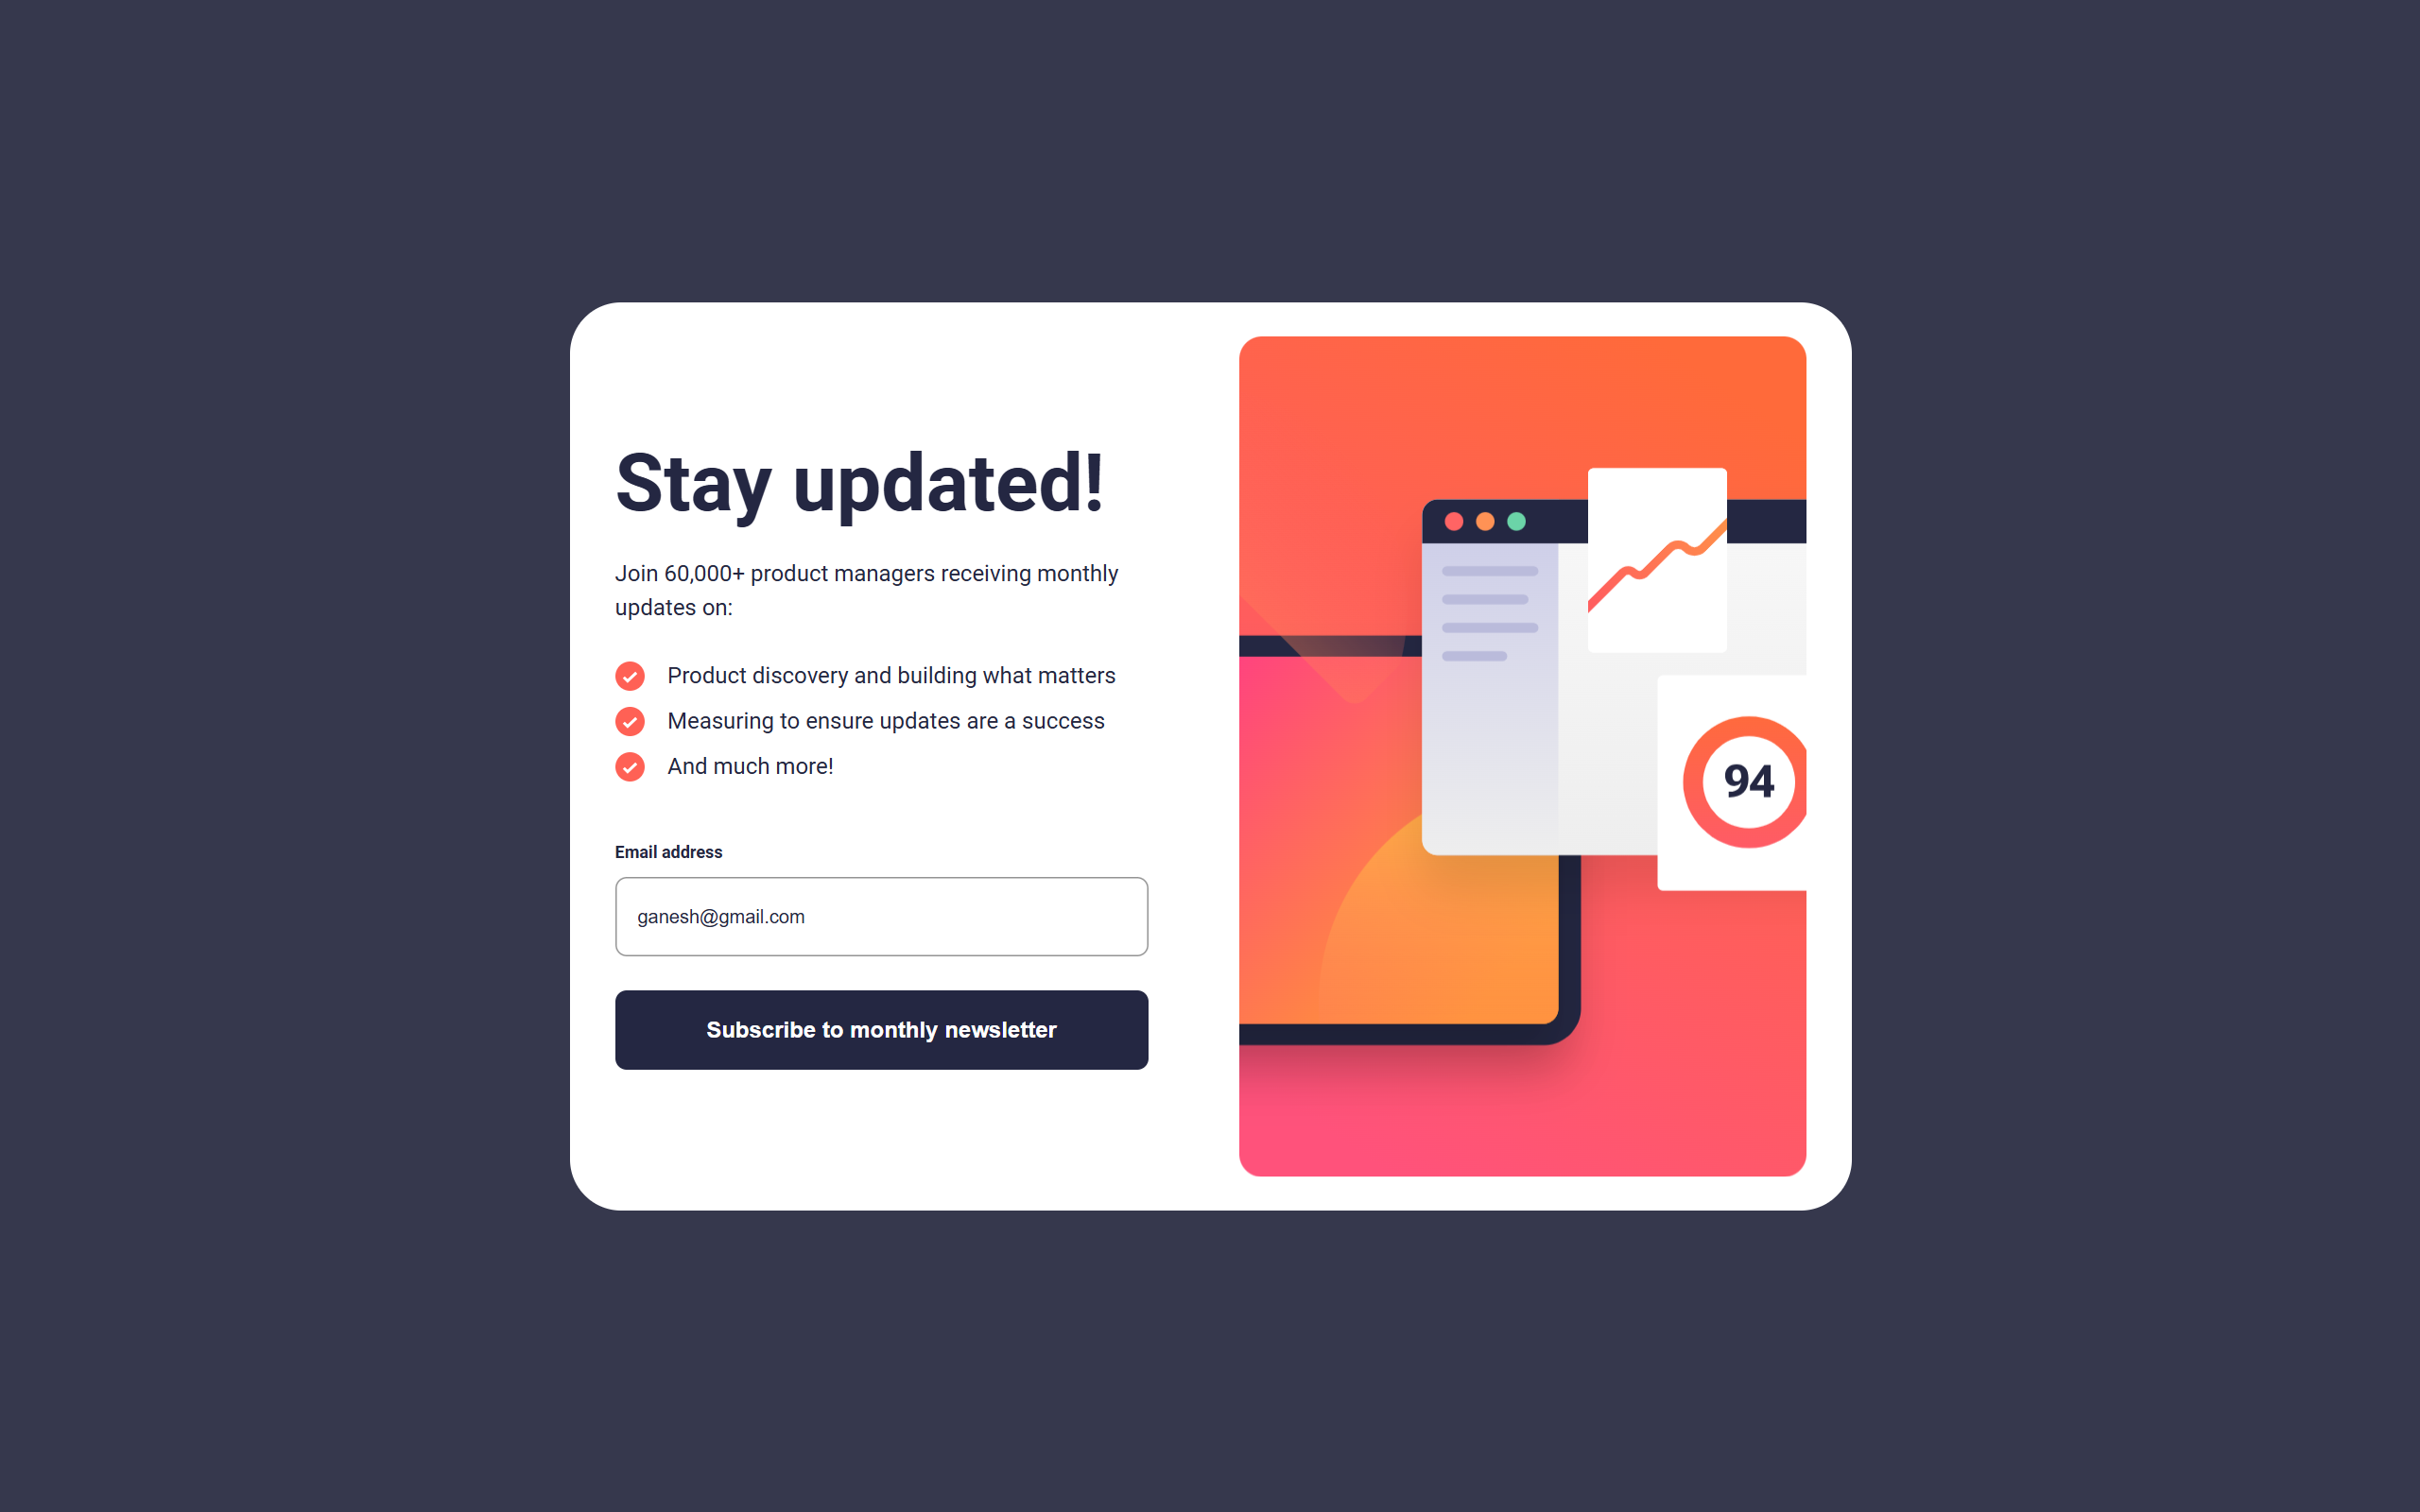 Stay updated!
Join 60,000+ product managers receiving monthly
updates on:
Product discovery and building what matters
Measuring to ensure updates are a success
And much more!
Email address
ganesh@gmail.com
Subscribe to monthly newsletter
94